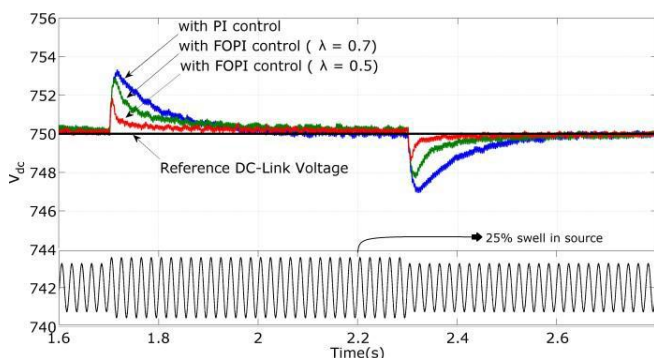 756
with PI control
754
with FOPI control ( λ = 0.7)
752
with FOPI control ( λ = 0.5)
750
Vdc
748
Reference DC-Link Voltage
746
744
25% swell in source
742
740
1.6 1.8 2 2.2 2.4 2.6
Time(s)